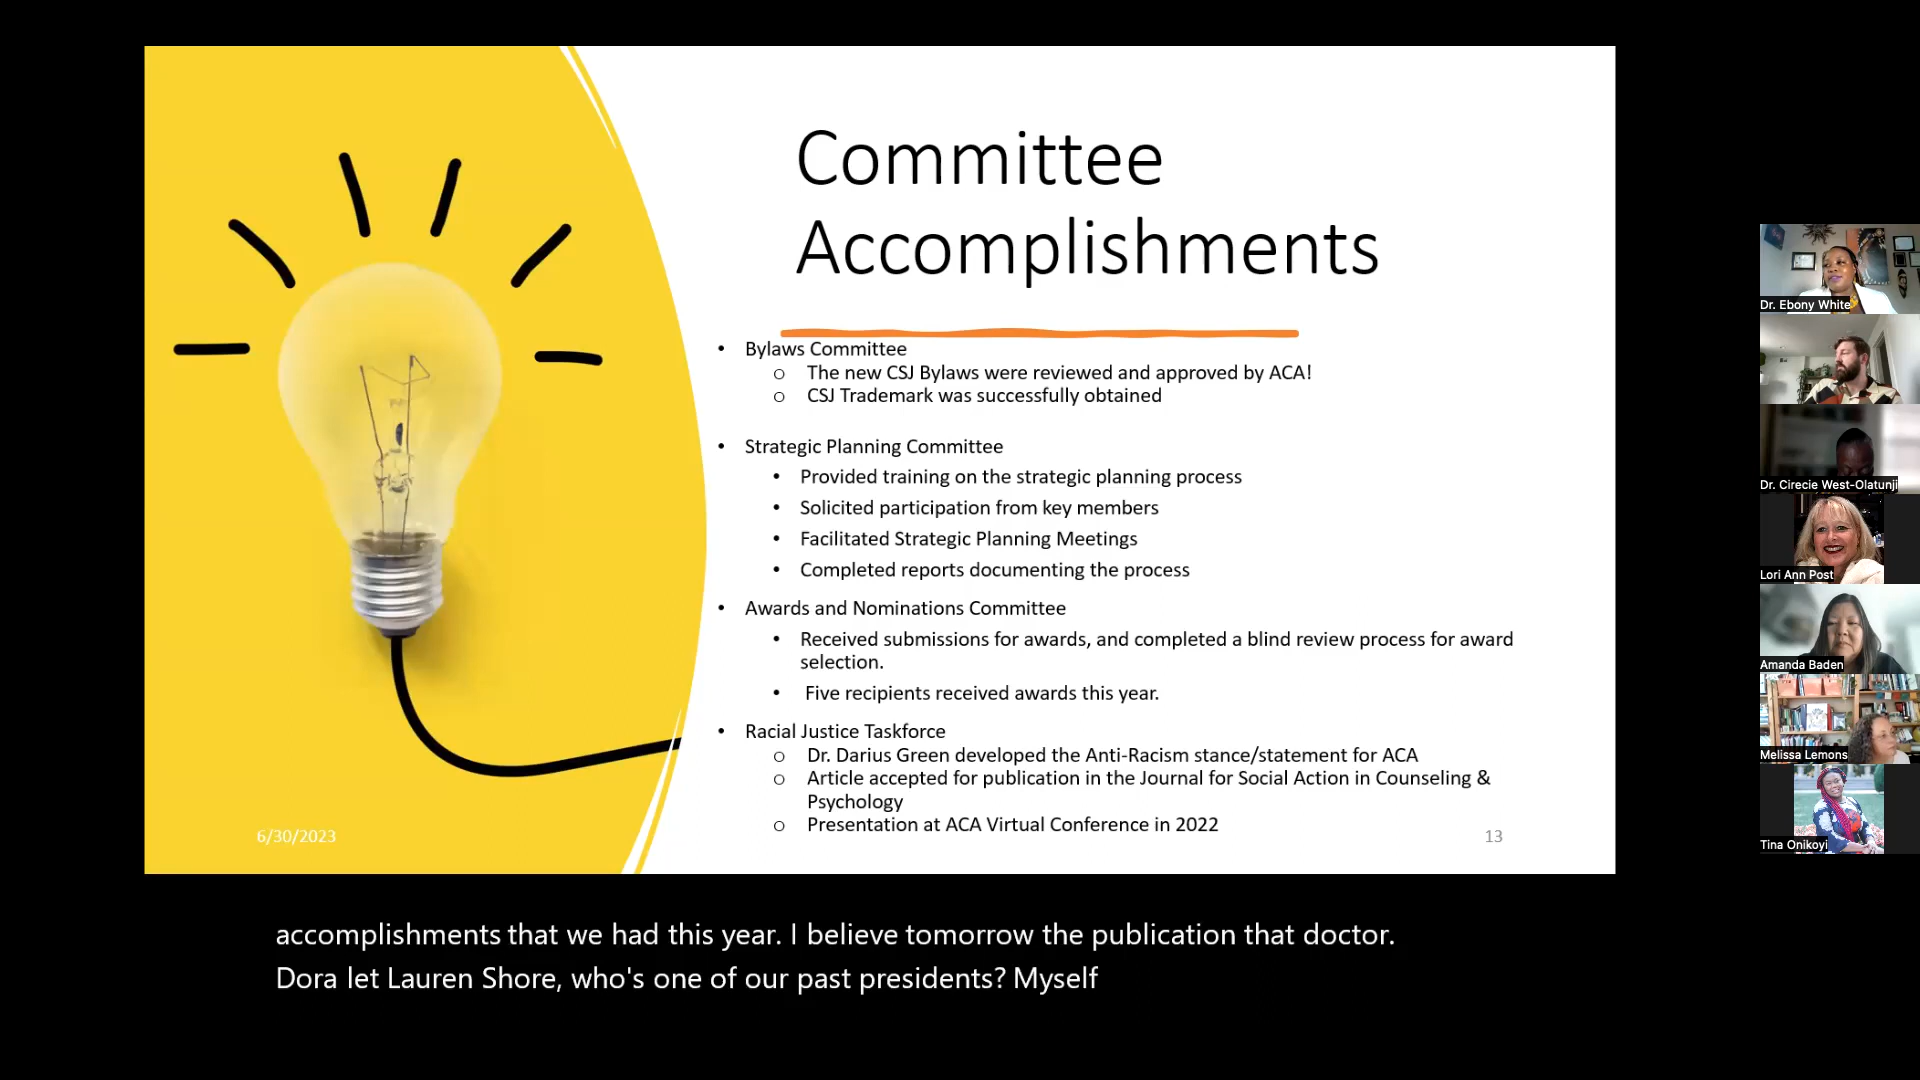 Committee
Accomplishments
• Bylaws Committee
o The new CSJ Bylaws were reviewed and approved by ACA!
o CSJ Trademark was successfully obtained
• Strategic Planning Committee
• Provided training on the strategic planning process
• Solicited participation from key members
• Facilitated Strategic Planning Meetings
• Completed reports documenting the process
• Awards and Nominations Committee
• Received submissions for awards, and completed a blind review process for award
selection.
• Five recipients received awards this year.
• Racial Justice Taskforce
o Dr. Darius Green developed the Anti-Racism stance/statement for ACA
o Article accepted for publication in the Journal for Social Action in Counseling &
Psychology
o Presentation at ACA Virtual Conference in 2022
6/30/2023
13
accomplishments that we had this year. I believe tomorrow the publication that doctor.
Dora let Lauren Shore, who's one of our past presidents? Myself
Dr. Ebony White
Dr. Cirecie West-Olatunji
Lori Ann Post
Amanda Baden
Melissa Lemons
Tina Onikoyi